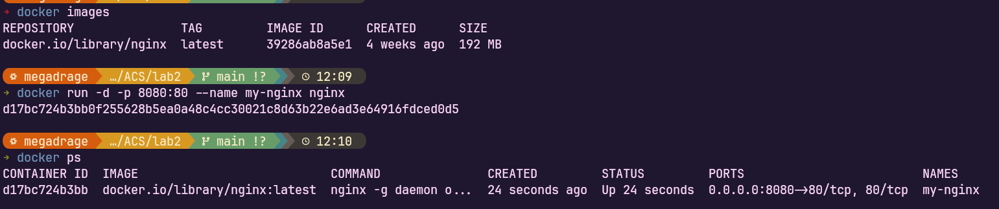 → docker images
REPOSITORY TAG IMAGE ID CREATED SIZE
docker.io/library/nginx latest 39286ab8a5e1 4 weeks ago 192 MB
megadrage …/ACS/lab2 main !? 12:09
→ docker run -d -p 8080:80 --name my-nginx nginx
d17bc724b3bb0f255628b5ea0a48c4cc30021c8d63b22e6ad3e64916fdced0d5
megadrage …/ACS/lab2 main !? 12:10
→ docker ps
CONTAINER ID IMAGE COMMAND CREATED STATUS PORTS NAMES
d17bc724b3bb docker.io/library/nginx:latest nginx -g daemon o... 24 seconds ago Up 24 seconds 0.0.0.0:8080->80/tcp, 80/tcp my-nginx